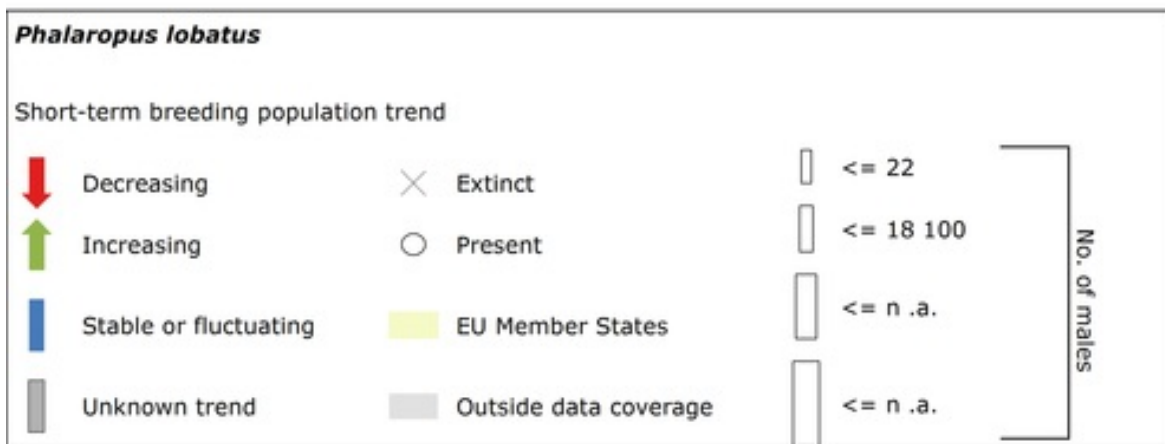 Phalaropus lobatus
Short-term breeding population trend
Decreasing
Increasing
Stable or fluctuating
Unknown trend
Extinct
Present
EU Member States
Outside data coverage
<= 22
<= 18 100
<= n .a.
<= n .a.
No. of males